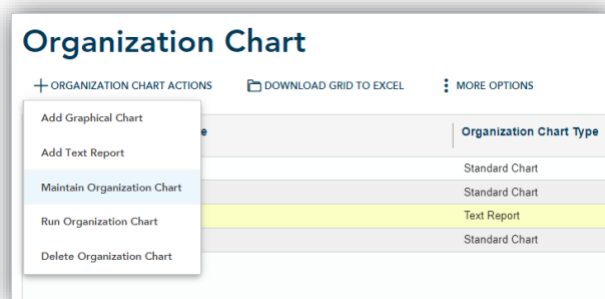 Organization Chart
ORGANIZATION CHART ACTIONS DOWNLOAD GRID TO EXCEL MORE OPTIONS
Add Graphical Chart
Add Text Report
Maintain Organization Chart
Run Organization Chart
Delete Organization Chart
e Organization Chart Type
Standard Chart
Standard Chart
Text Report
Standard Chart